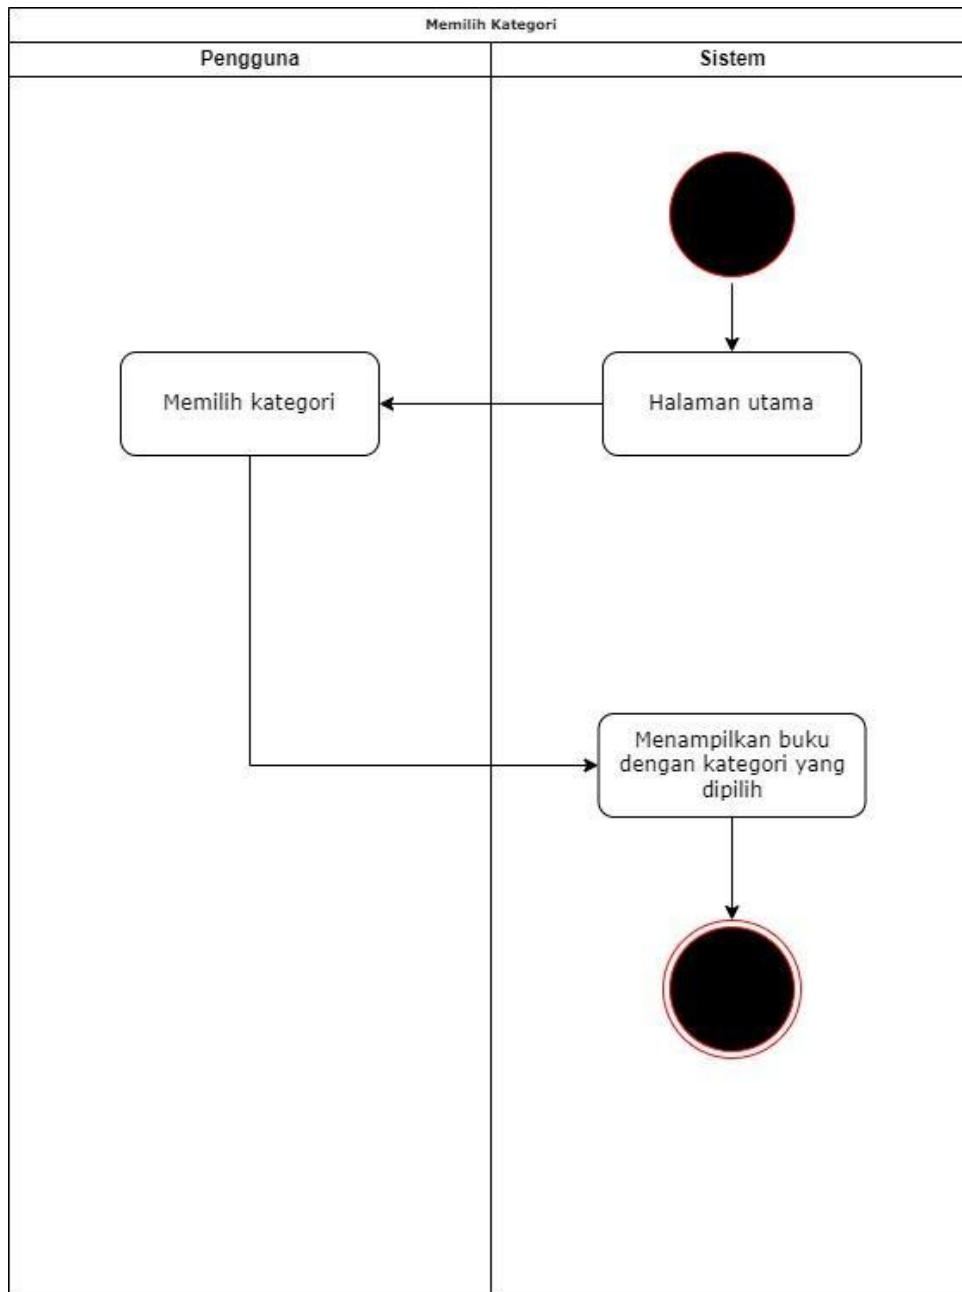 Memilih Kategori
Pengguna
Sistem
Memilih kategori
Halaman utama
Menampilkan buku
dengan kategori yang
dipilih